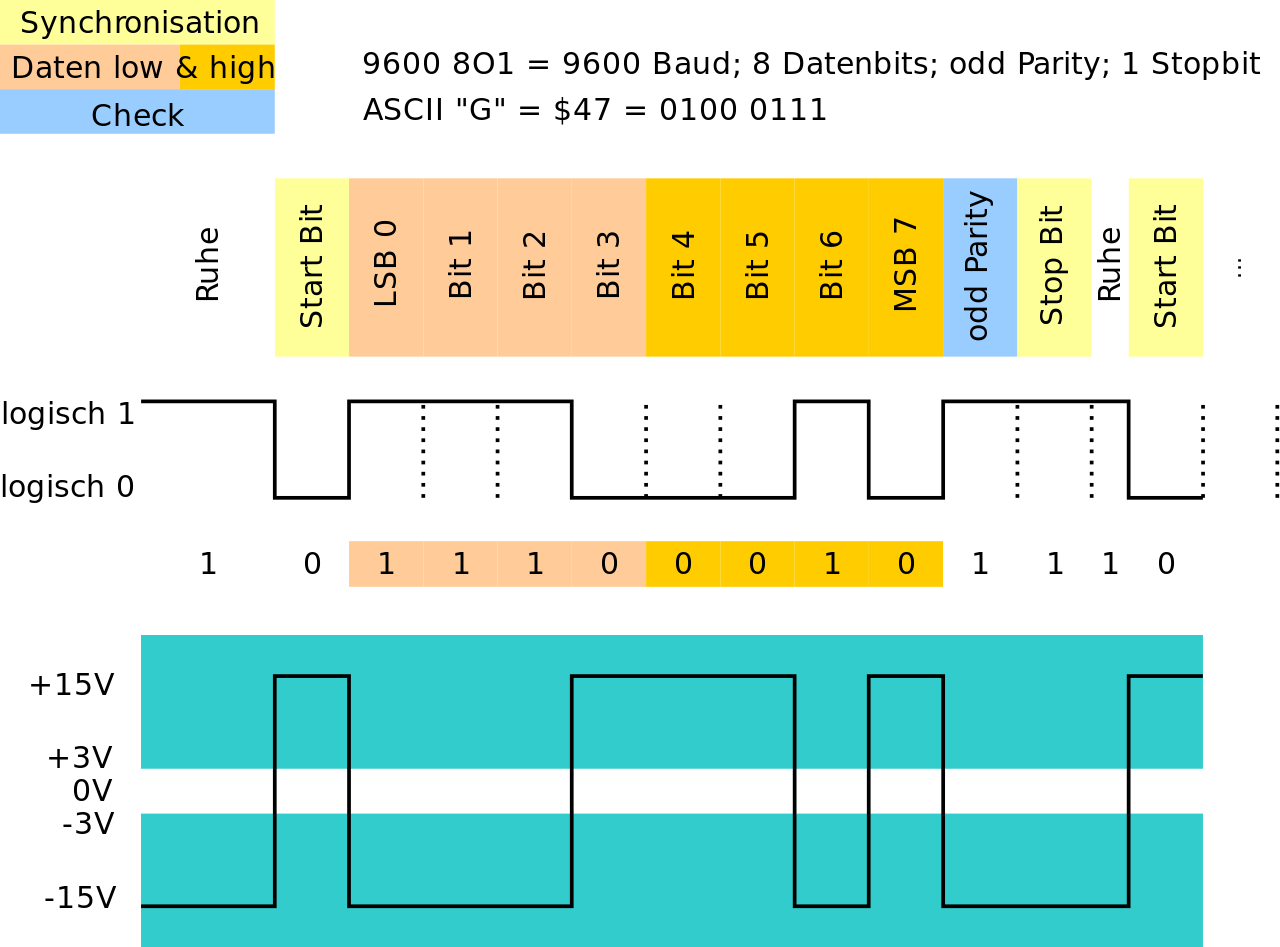 Synchronisation
Daten low & high
Check
9600 8O1 = 9600 Baud; 8 Datenbits; odd Parity; 1 Stopbit
ASCII "G" = $47 = 0100 0111
Ruhe
Start Bit
LSB 0
Bit 1
Bit 2
Bit 3
Bit 4
Bit 5
Bit 6
MSB 7
odd Parity
Stop Bit
Ruhe
Start Bit
...
logisch 1
logisch 0
1 0 1 1 1 0 0 0 1 0 1 1 1 0
+15V
+3V
0V
-3V
-15V